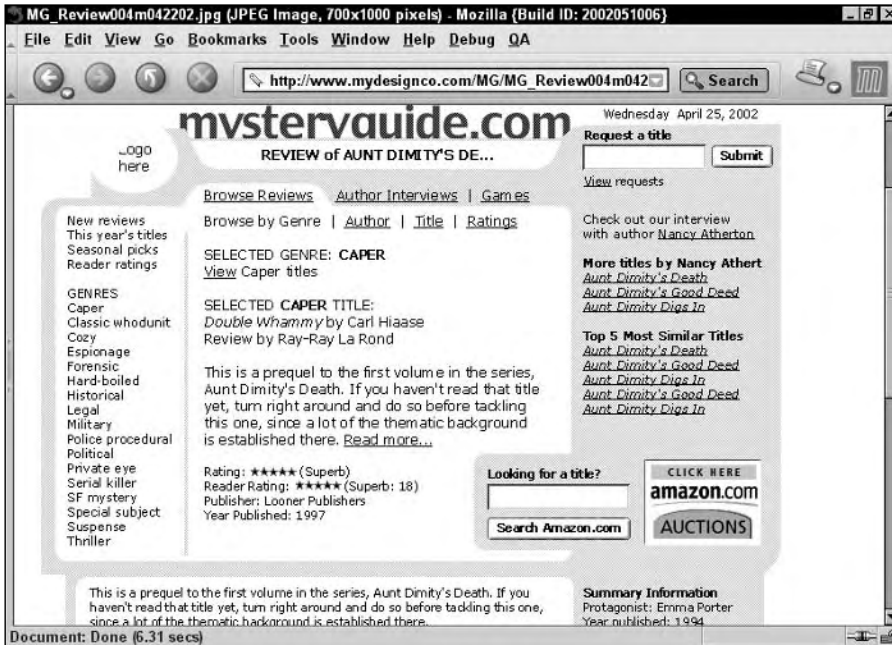 MG_Review004m042202.jpg (JPEG Image, 700x1000 pixels) - Mozilla {Build ID: 2002051006}
File Edit View Go Bookmarks Tools Window Help Debug QA
http://www.mydesignco.com/MG/MG_Review004m042 Search
mysteryguide.com
Wednesday April 25, 2002
Logo
here
REVIEW of AUNT DIMITY'S DE...
Request a title
Submit
View requests
Browse Reviews Author Interviews | Games
Browse by Genre | Author | Title | Ratings
New reviews
This year's titles
Seasonal picks
Reader ratings
GENRES
Caper
Classic whodunit
Cozy
Espionage
Forensic
Hard-boiled
Historical
Legal
Military
Police procedural
Political
Private eye
Serial killer
SF mystery
Special subject
Suspense
Thriller
SELECTED GENRE: CAPER
View Caper titles
SELECTED CAPER TITLE:
Double Whammy by Carl Hiaase
Review by Ray-Ray La Rond
This is a prequel to the first volume in the series,
Aunt Dimity's Death. If you haven't read that title
yet, turn right around and do so before tackling
this one, since a lot of the thematic background
is established there. Read more...
Rating: ★★★★★ (Superb)
Reader Rating: ★★★★★ (Superb: 18)
Publisher: Looner Publishers
Year Published: 1997
Check out our interview
with author Nancy Atherton
More titles by Nancy Athert
Aunt Dimity's Death
Aunt Dimity's Good Deed
Aunt Dimity Digs In
Top 5 Most Similar Titles
Aunt Dimity's Death
Aunt Dimity's Good Deed
Aunt Dimity Digs In
Aunt Dimity's Good Deed
Aunt Dimity Digs In
Looking for a title?
Search Amazon.com
CLICK HERE
amazon.com
AUCTIONS
This is a prequel to the first volume in the series, Aunt Dimity's Death. If you
haven't read that title yet, turn right around and do so before tackling this one,
since a lot of the thematic background is established there.
Summary Information
Protagonist: Emma Porter
Year published: 1994
Document: Done (6.31 secs)